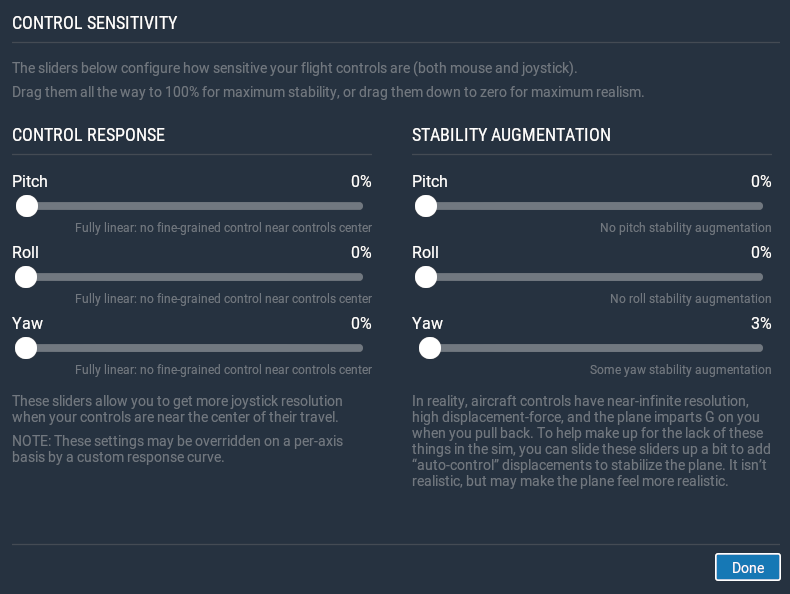 CONTROL SENSITIVITY
The sliders below configure how sensitive your flight controls are (both mouse and joystick).
Drag them all the way to 100% for maximum stability, or drag them down to zero for maximum realism.
CONTROL RESPONSE
Pitch 0%
Fully linear: no fine-grained control near controls center
Roll 0%
Fully linear: no fine-grained control near controls center
Yaw 0%
Fully linear: no fine-grained control near controls center
These sliders allow you to get more joystick resolution
when your controls are near the center of their travel.
NOTE: These settings may be overridden on a per-axis
basis by a custom response curve.
STABILITY AUGMENTATION
Pitch 0%
No pitch stability augmentation
Roll 0%
No roll stability augmentation
Yaw 3%
Some yaw stability augmentation
In reality, aircraft controls have near-infinite resolution,
high displacement-force, and the plane imparts G on you
when you pull back. To help make up for the lack of these
things in the sim, you can slide these sliders up a bit to add
“auto-control” displacements to stabilize the plane. It isn’t
realistic, but may make the plane feel more realistic.
Done